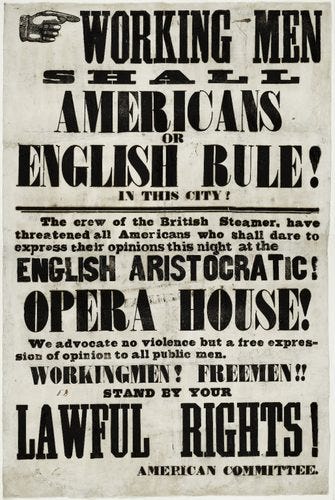 WORKING MEN
SHALL
AMERICANS
OR
ENGLISH RULE!
IN THIS CITY?
The crew of the British Steamer, have
threatened all Americans who shall dare to
express their opinions this night at the
ENGLISH ARISTOCRATIC!
OPERA HOUSE!
We advocate no violence but a free expres-
sion of opinion to all public men.
WORKINGMEN! FREEMEN!!
STAND BY YOUR
LAWFUL RIGHTS!
AMERICAN COMMITTEE.